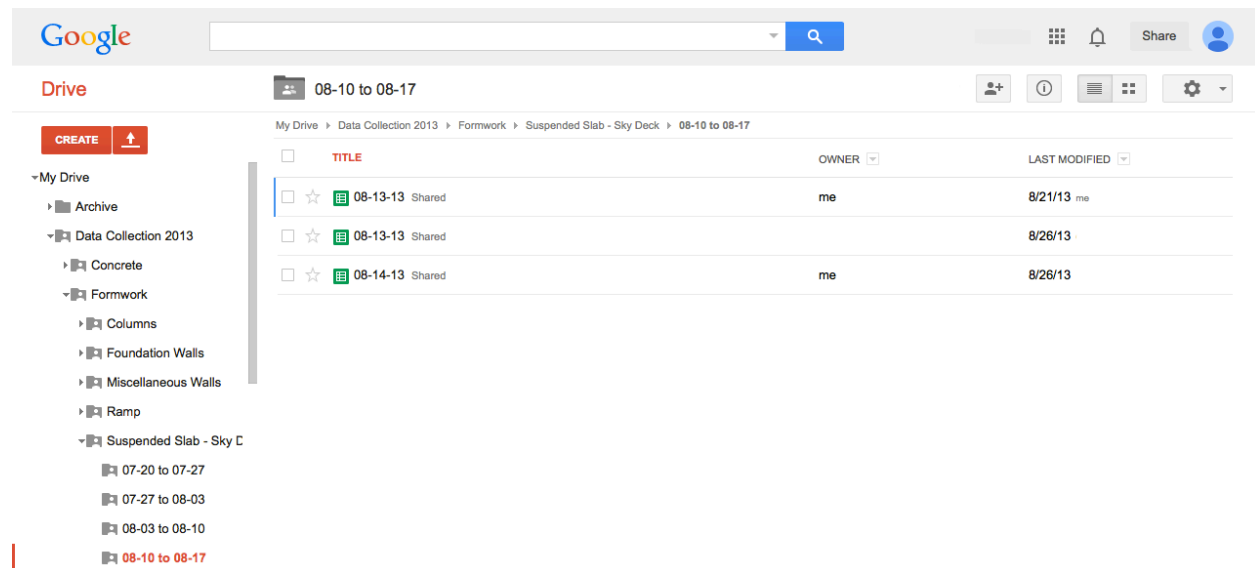 Google
Share
Drive
08-10 to 08-17
CREATE
My Drive
Archive
Data Collection 2013
Concrete
Formwork
Columns
Foundation Walls
Miscellaneous Walls
Ramp
Suspended Slab - Sky D
07-20 to 07-27
07-27 to 08-03
08-03 to 08-10
08-10 to 08-17
My Drive Data Collection 2013 Formwork Suspended Slab - Sky Deck 08-10 to 08-17
TITLE OWNER LAST MODIFIED
08-13-13 Shared me 8/21/13 me
08-13-13 Shared 8/26/13
08-14-13 Shared me 8/26/13